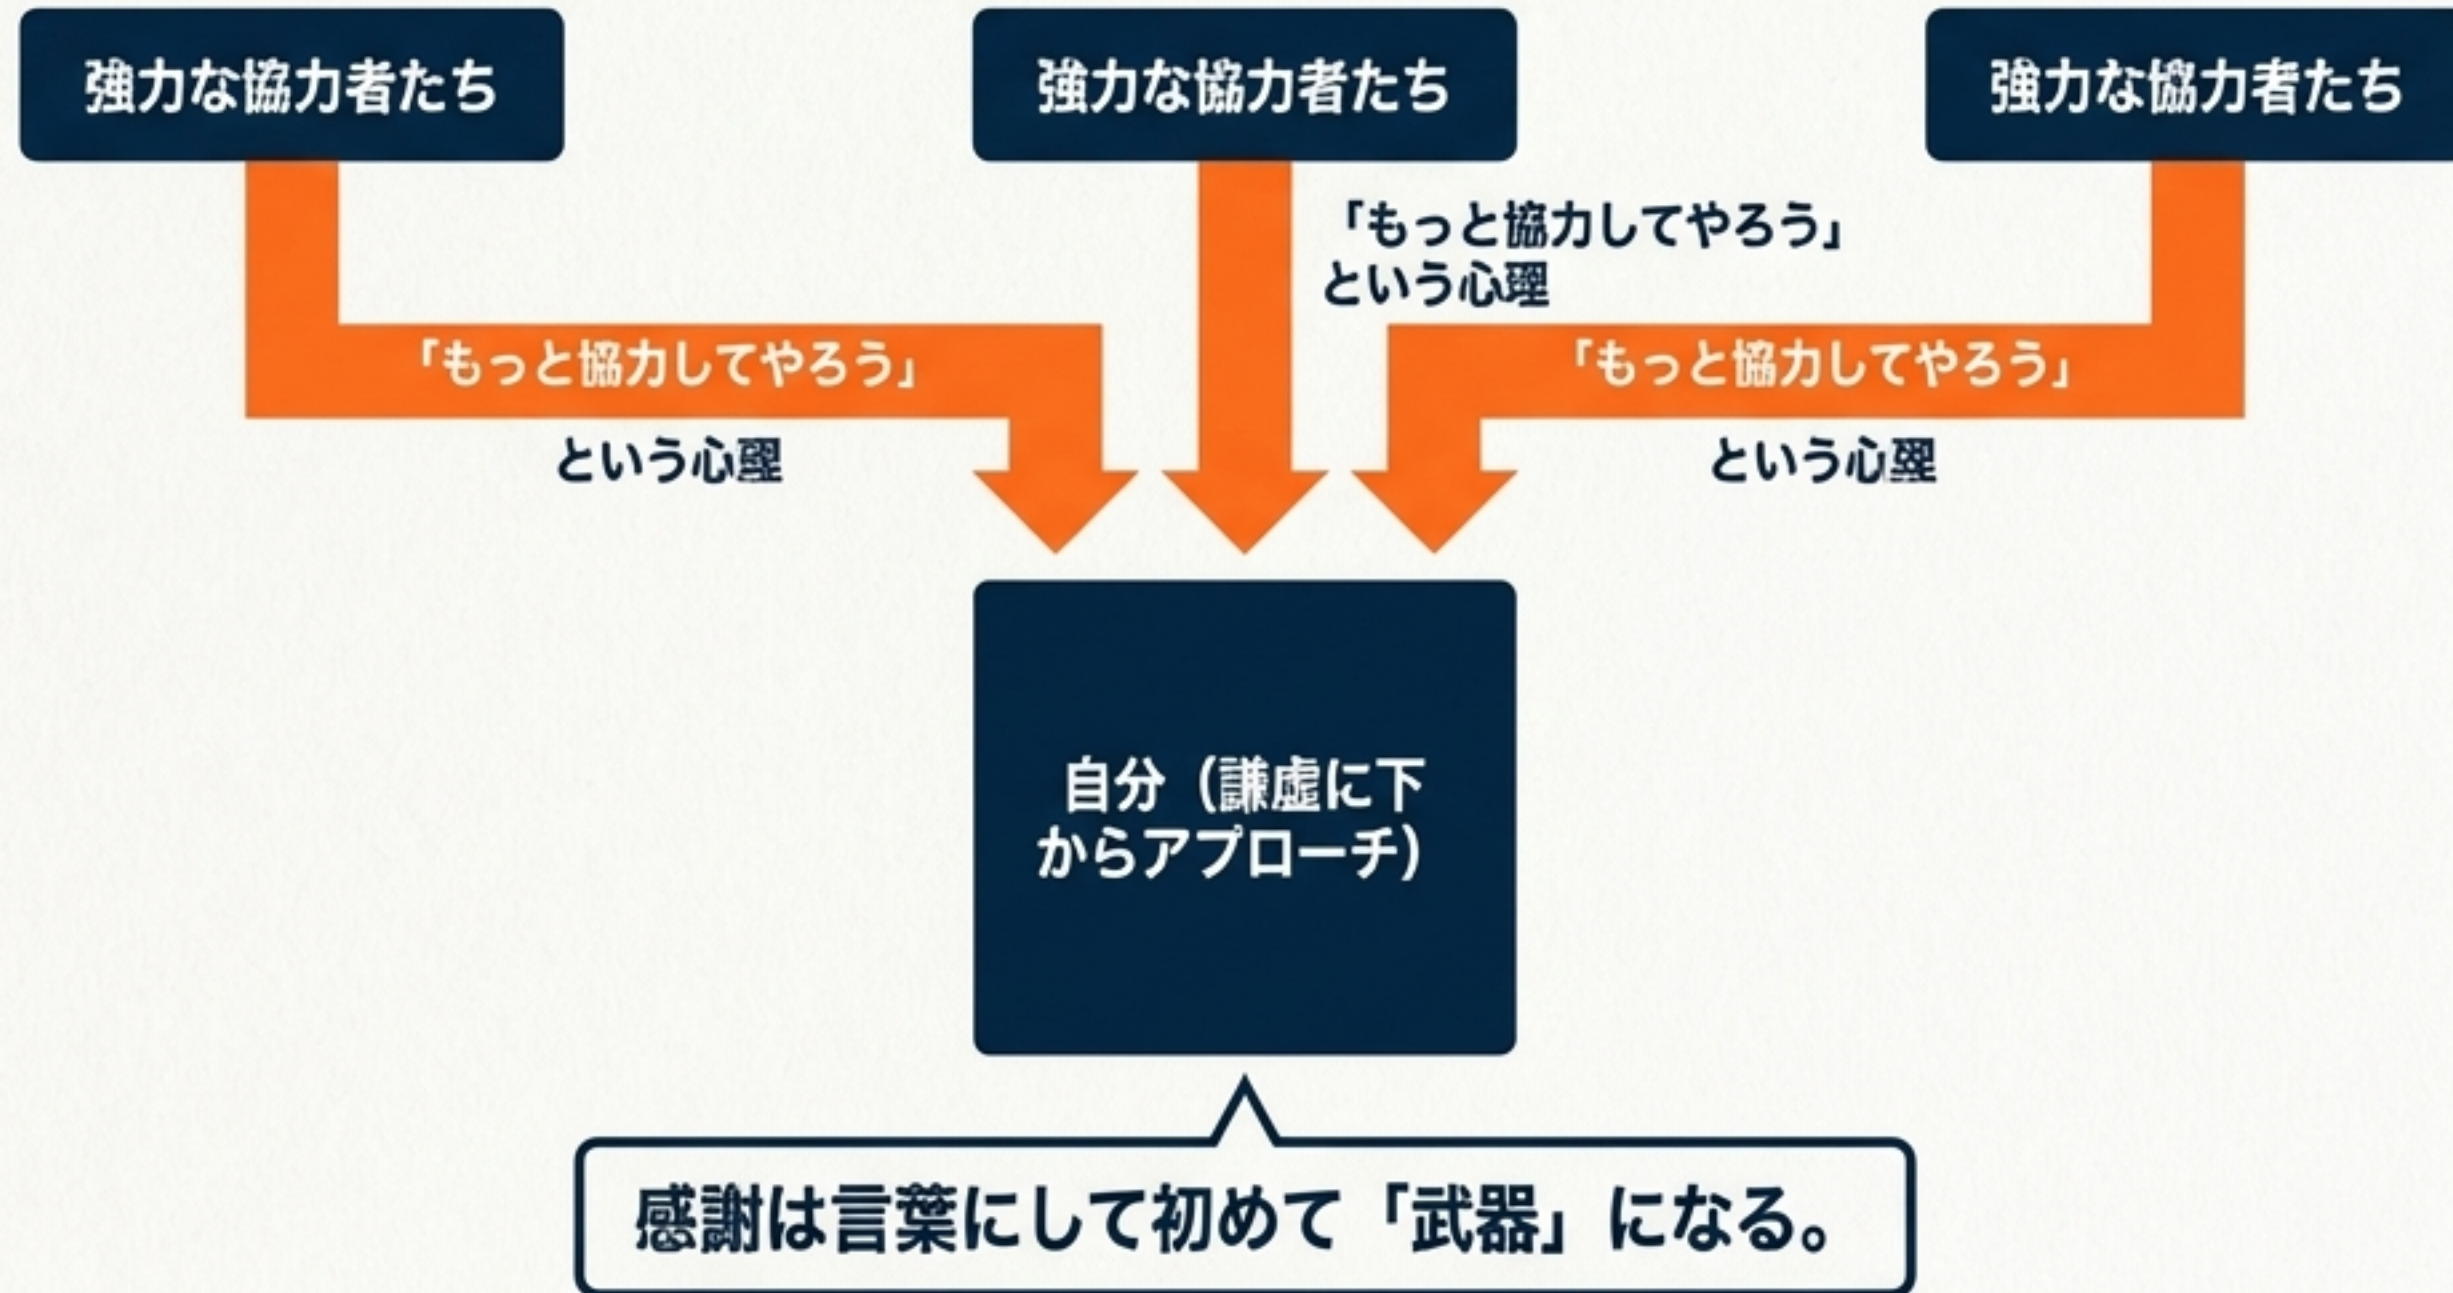 強力な協力者たち
強力な協力者たち
強力な協力者たち
「もっと協力してやろう」
という心理
「もっと協力してやろう」
という心
「もっと協力してやろう」
という心
自分（謙虚に下
からアプローチ）
感謝は言葉にして初めて「武器」になる。